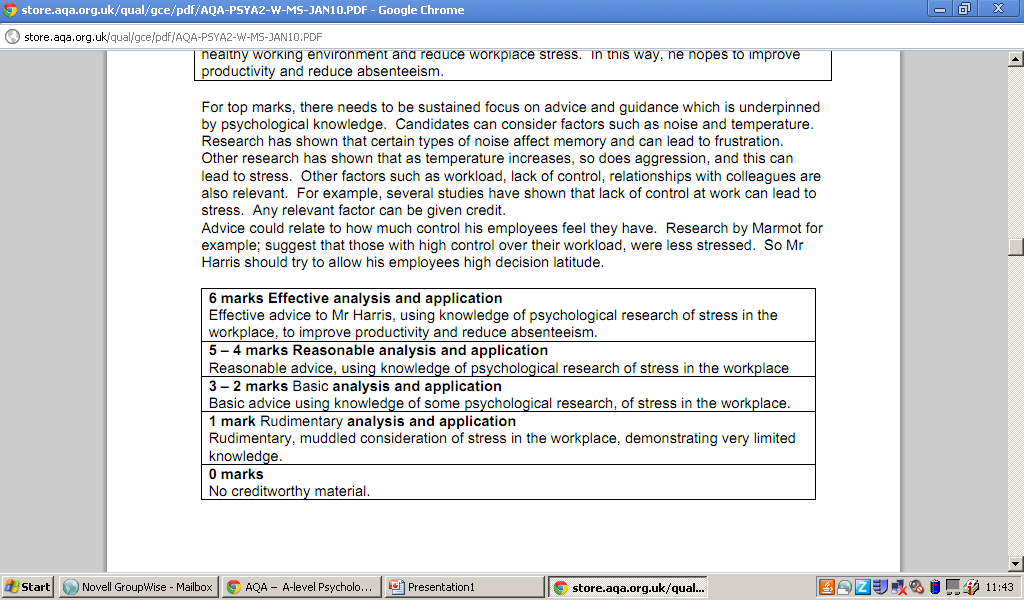 store.aqa.org.uk/qual/gce/pdf/AQA-PSYA2-W-MS-JAN10.PDF - Google Chrome
store.aqa.org.uk/qual/gce/pdf/AQA-PSYA2-W-MS-JAN10.PDF
healthy working environment and reduce workplace stress. In this way, he hopes to improve
productivity and reduce absenteeism.
For top marks, there needs to be sustained focus on advice and guidance which is underpinned
by psychological knowledge. Candidates can consider factors such as noise and temperature.
Research has shown that certain types of noise affect memory and can lead to frustration.
Other research has shown that as temperature increases, so does aggression, and this can
lead to stress. Other factors such as workload, lack of control, relationships with colleagues are
also relevant. For example, several studies have shown that lack of control at work can lead to
stress. Any relevant factor can be given credit.
Advice could relate to how much control his employees feel they have. Research by Marmot for
example; suggest that those with high control over their workload, were less stressed. So Mr
Harris should try to allow his employees high decision latitude.
6 marks Effective analysis and application
Effective advice to Mr Harris, using knowledge of psychological research of stress in the
workplace, to improve productivity and reduce absenteeism.
5 – 4 marks Reasonable analysis and application
Reasonable advice, using knowledge of psychological research of stress in the workplace
3 – 2 marks Basic analysis and application
Basic advice using knowledge of some psychological research, of stress in the workplace.
1 mark Rudimentary analysis and application
Rudimentary, muddled consideration of stress in the workplace, demonstrating very limited
knowledge.
0 marks
No creditworthy material.
Start Novell GroupWise - Mailbox AQA – A-level Psycholo... Presentation1 store.aqa.org.uk/qual... 11:43